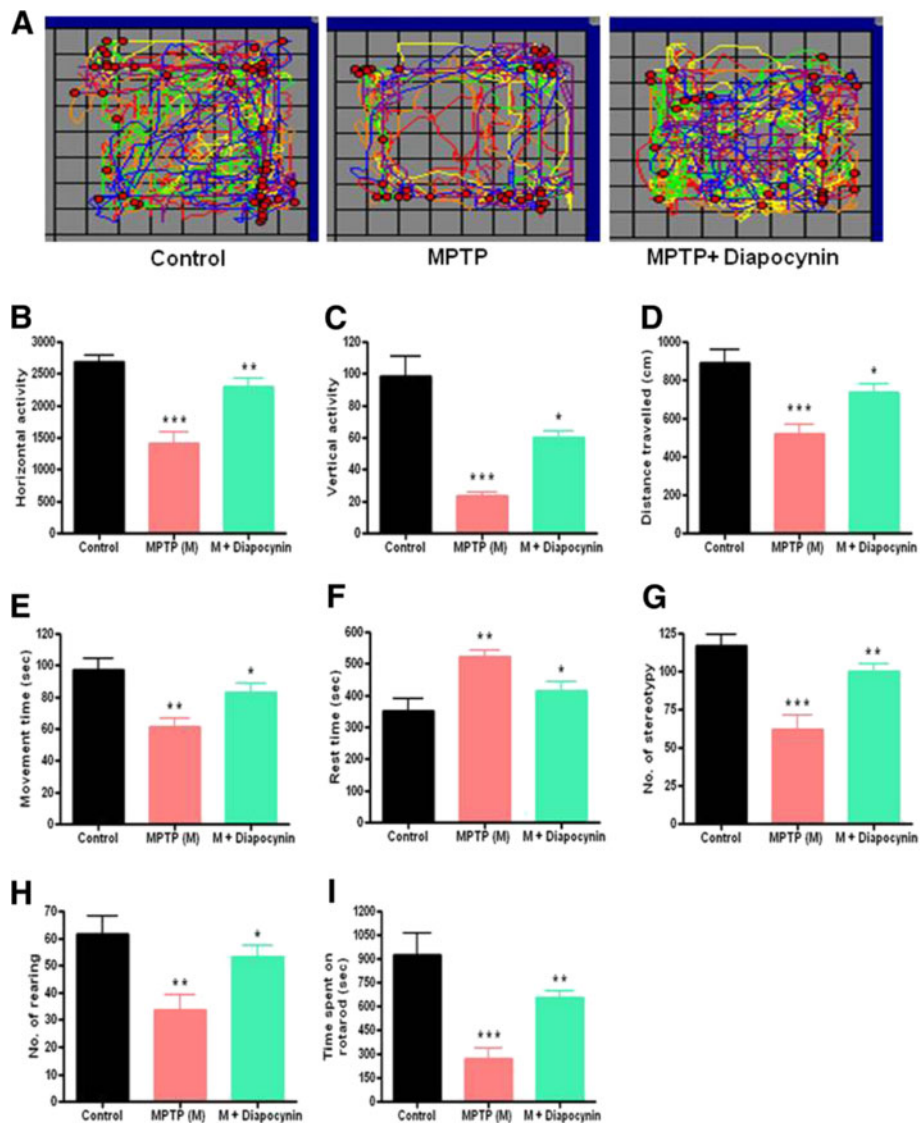 A
Control
MPTP
MPTP+ Diapocynin
B
Horizontal activity
3000
2500
2000
1500
1000
500
0
***
**
Control
MPTP (M)
M + Diapocynin
C
Vertical activity
120
100
80
60
40
20
0
***
*
Control
MPTP (M)
M + Diapocynin
D
Distance travelled (cm)
1000
800
600
400
200
0
***
*
Control
MPTP (M)
M + Diapocynin
E
Movement time (sec)
120
100
80
60
40
20
0
**
*
Control
MPTP (M)
M + Diapocynin
F
Rest time (sec)
600
500
400
300
200
100
0
**
*
Control
MPTP (M)
M + Diapocynin
G
No. of stereotypy
125
100
75
50
25
0
***
**
Control
MPTP (M)
M + Diapocynin
H
No. of rearing
70
60
50
40
30
20
10
0
**
*
Control
MPTP (M)
M + Diapocynin
I
Time spent on
rotarod (sec)
1200
1050
900
750
600
450
300
150
0
***
**
Control
MPTP (M)
M + Diapocynin